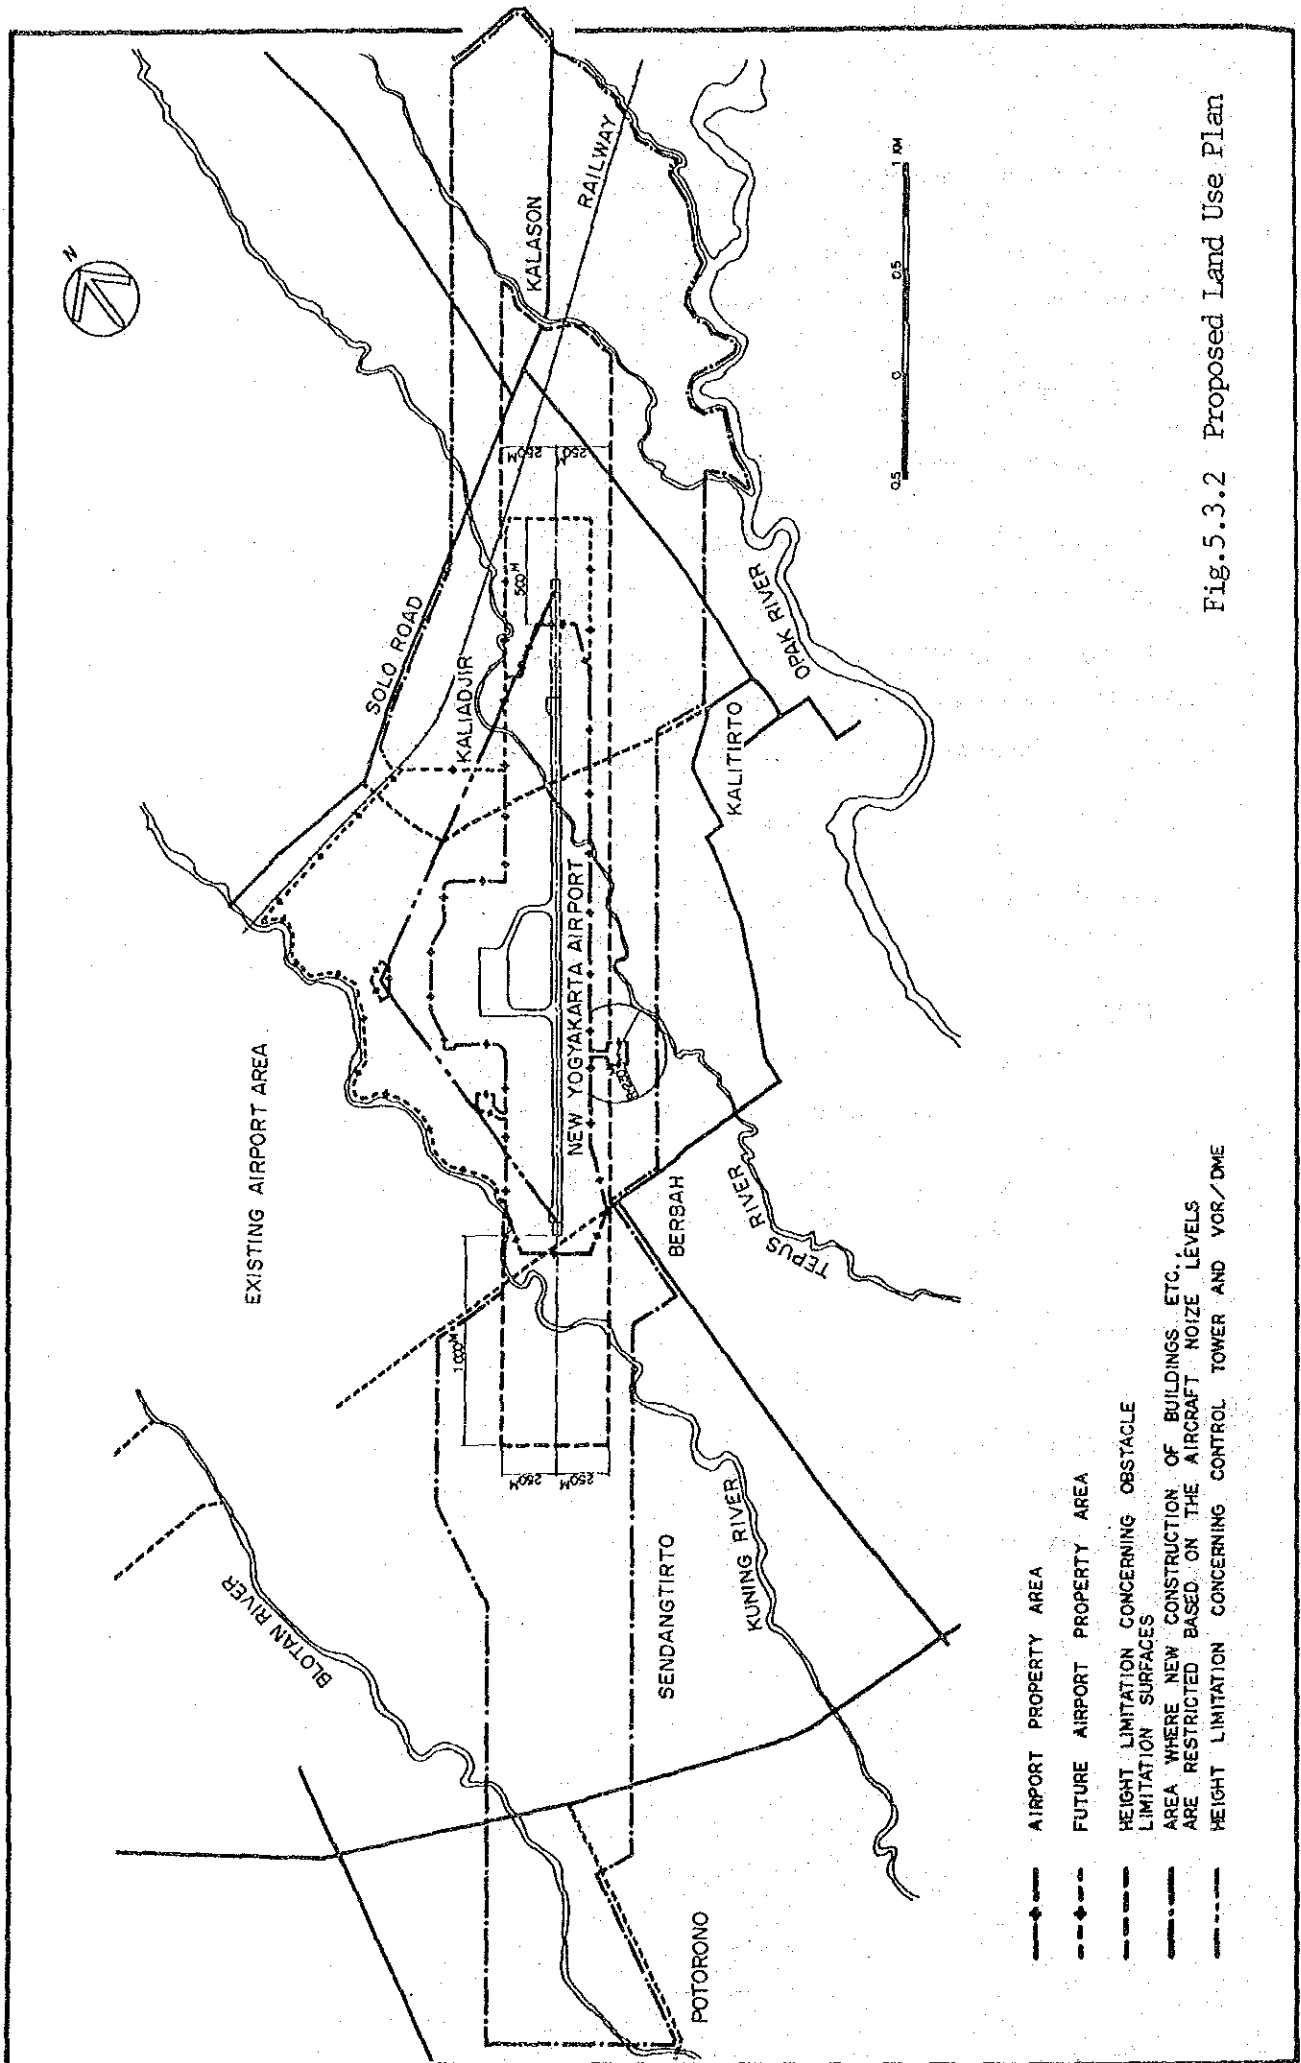 N
EXISTING AIRPORT AREA
SOLO ROAD
KALIADJIR
KALASON
RAILWAY
250M
250M
500M
NEW YOGYAKARTA AIRPORT
KALITIRTO
OPAK RIVER
BERBAH
TEPUS RIVER
1.000M
250M
250M
BLOTAN RIVER
SENDANGTIRTO
KUNING RIVER
POTORONO
0.5 0 0.5 1 KM
AIRPORT PROPERTY AREA
FUTURE AIRPORT PROPERTY AREA
HEIGHT LIMITATION CONCERNING OBSTACLE
LIMITATION SURFACES
AREA WHERE NEW CONSTRUCTION OF BUILDINGS ETC.,
ARE RESTRICTED BASED ON THE AIRCRAFT NOIZE LEVELS
HEIGHT LIMITATION CONCERNING CONTROL TOWER AND VOR/DME
Fig.5.3.2 Proposed Land Use Plan